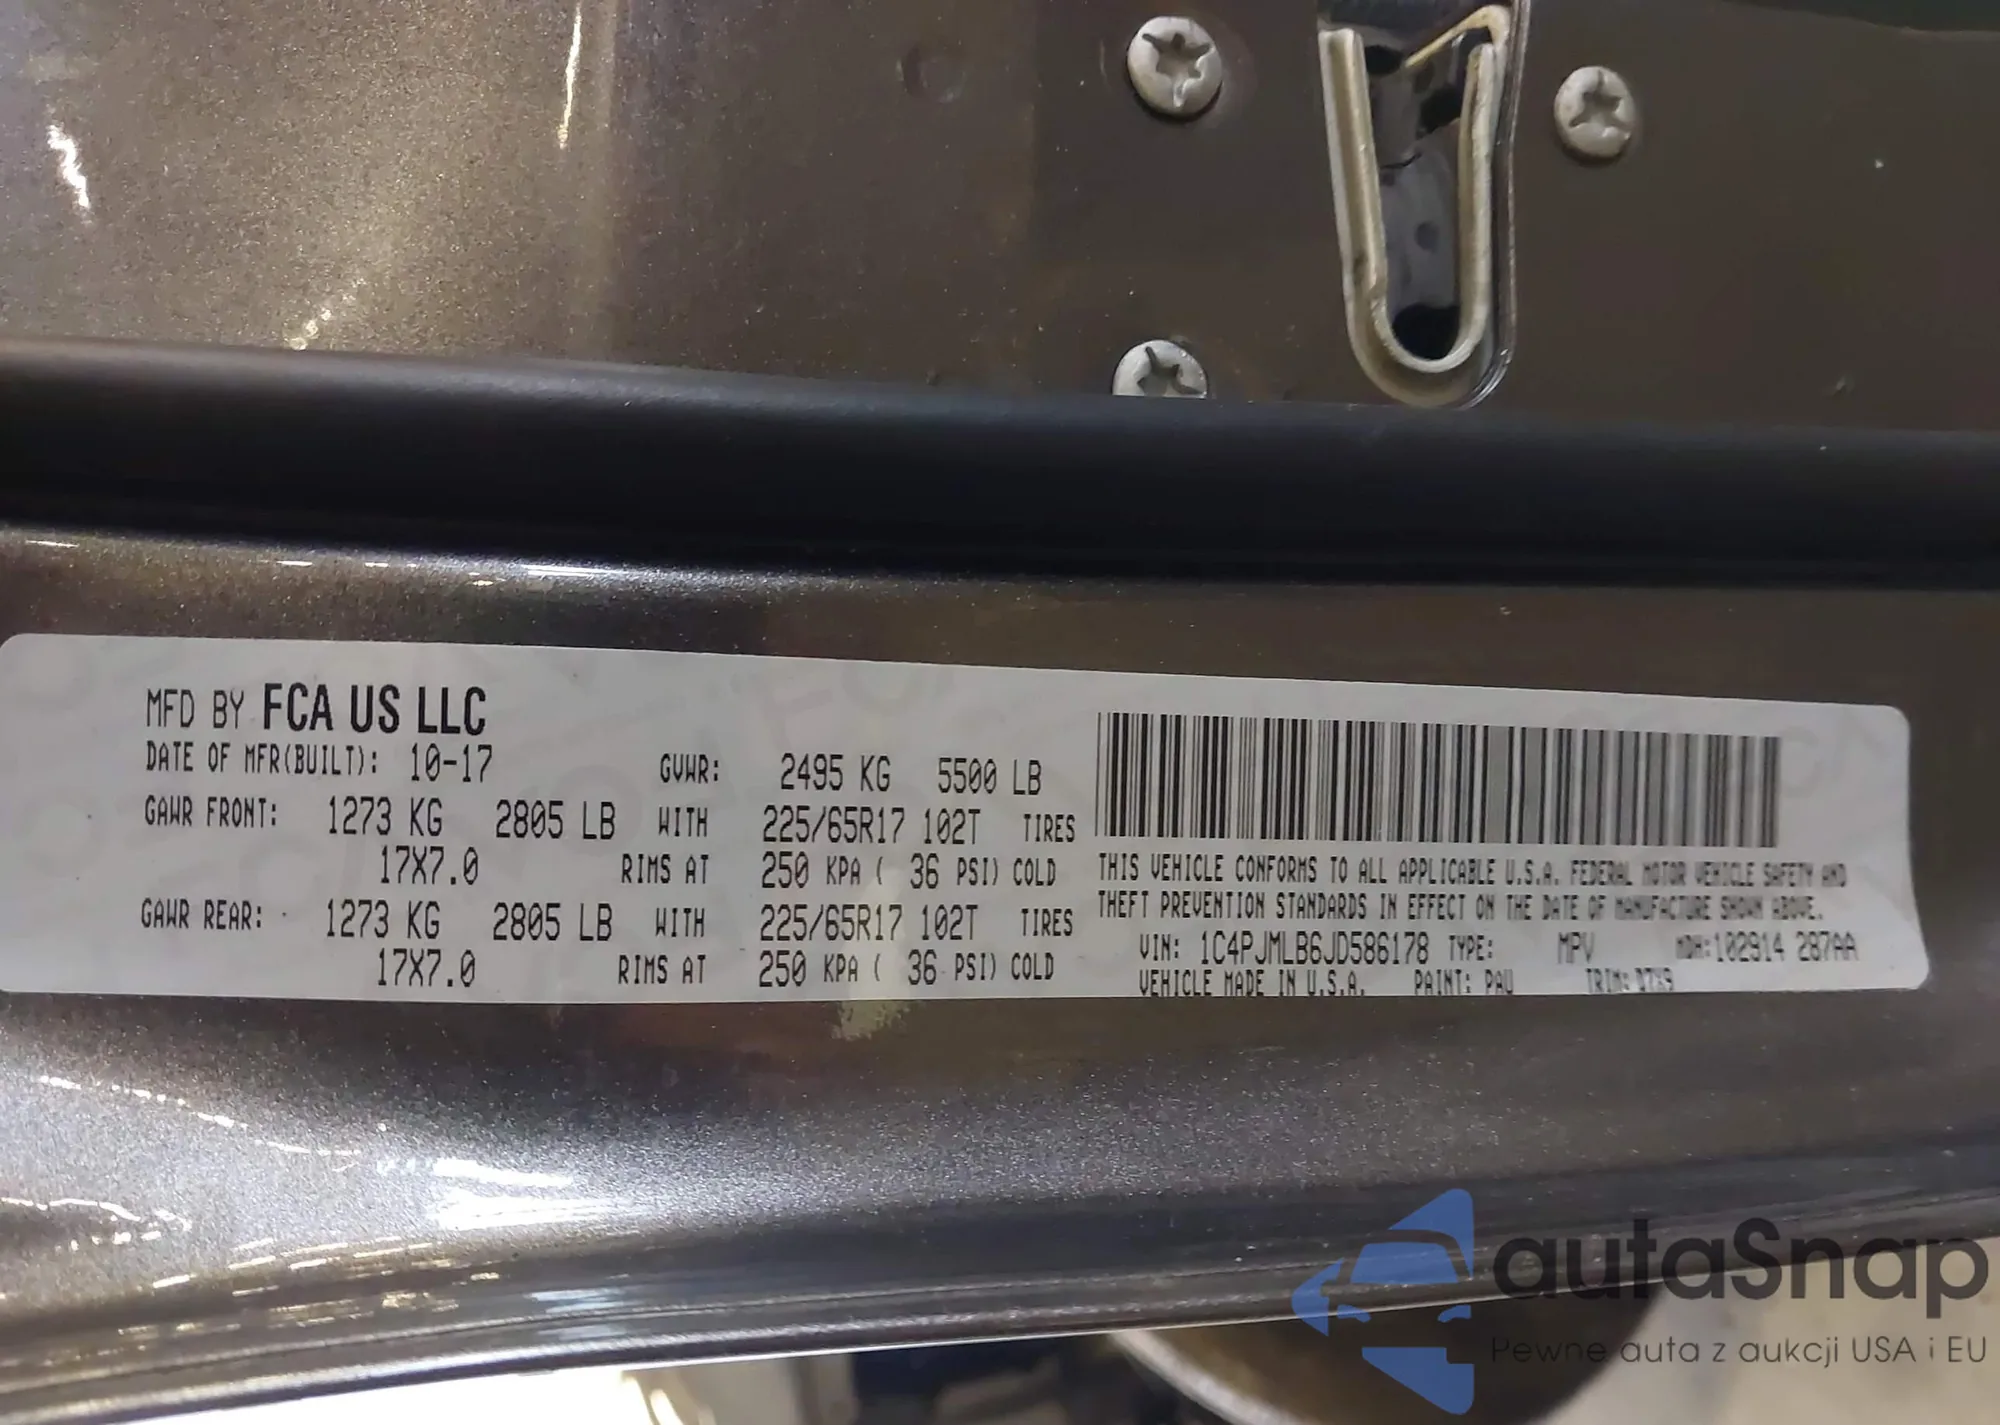 MFD BY FCA US LLC
DATE OF MFR(BUILT): 10-17 GVWR: 2495 KG 5500 LB
GAWR FRONT: 1273 KG 2805 LB WITH 225/65R17 102T TIRES
17X7.0 RIMS AT 250 KPA ( 36 PSI) COLD
GAWR REAR: 1273 KG 2805 LB WITH 225/65R17 102T TIRES
17X7.0 RIMS AT 250 KPA ( 36 PSI) COLD
THIS VEHICLE CONFORMS TO ALL APPLICABLE U.S.A. FEDERAL MOTOR VEHICLE SAFETY AND
THEFT PREVENTION STANDARDS IN EFFECT ON THE DATE OF MANUFACTURE SHOWN ABOVE.
VIN: 1C4PJMLB6JD586178 TYPE: MPV MDH:102914 287AA
VEHICLE MADE IN U.S.A. PAINT: PAU TRIM:
autaSnap
Pewne auta z aukcji USA i EU